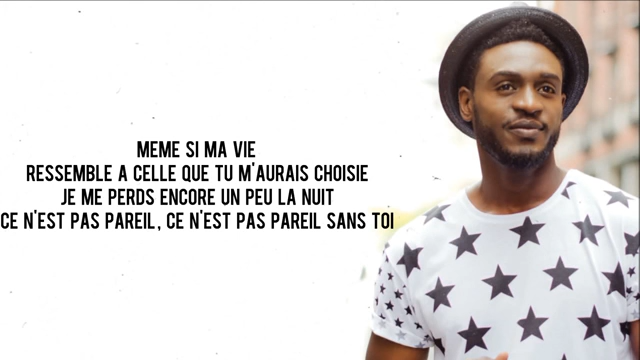 MEME SI MA VIE
RESSEMBLE A CELLE QUE TU M'AURAIS CHOISIE
JE ME PERDS ENCORE UN PEU LA NUIT
CE N'EST PAS PAREIL, CE N'EST PAS PAREIL SANS TOI